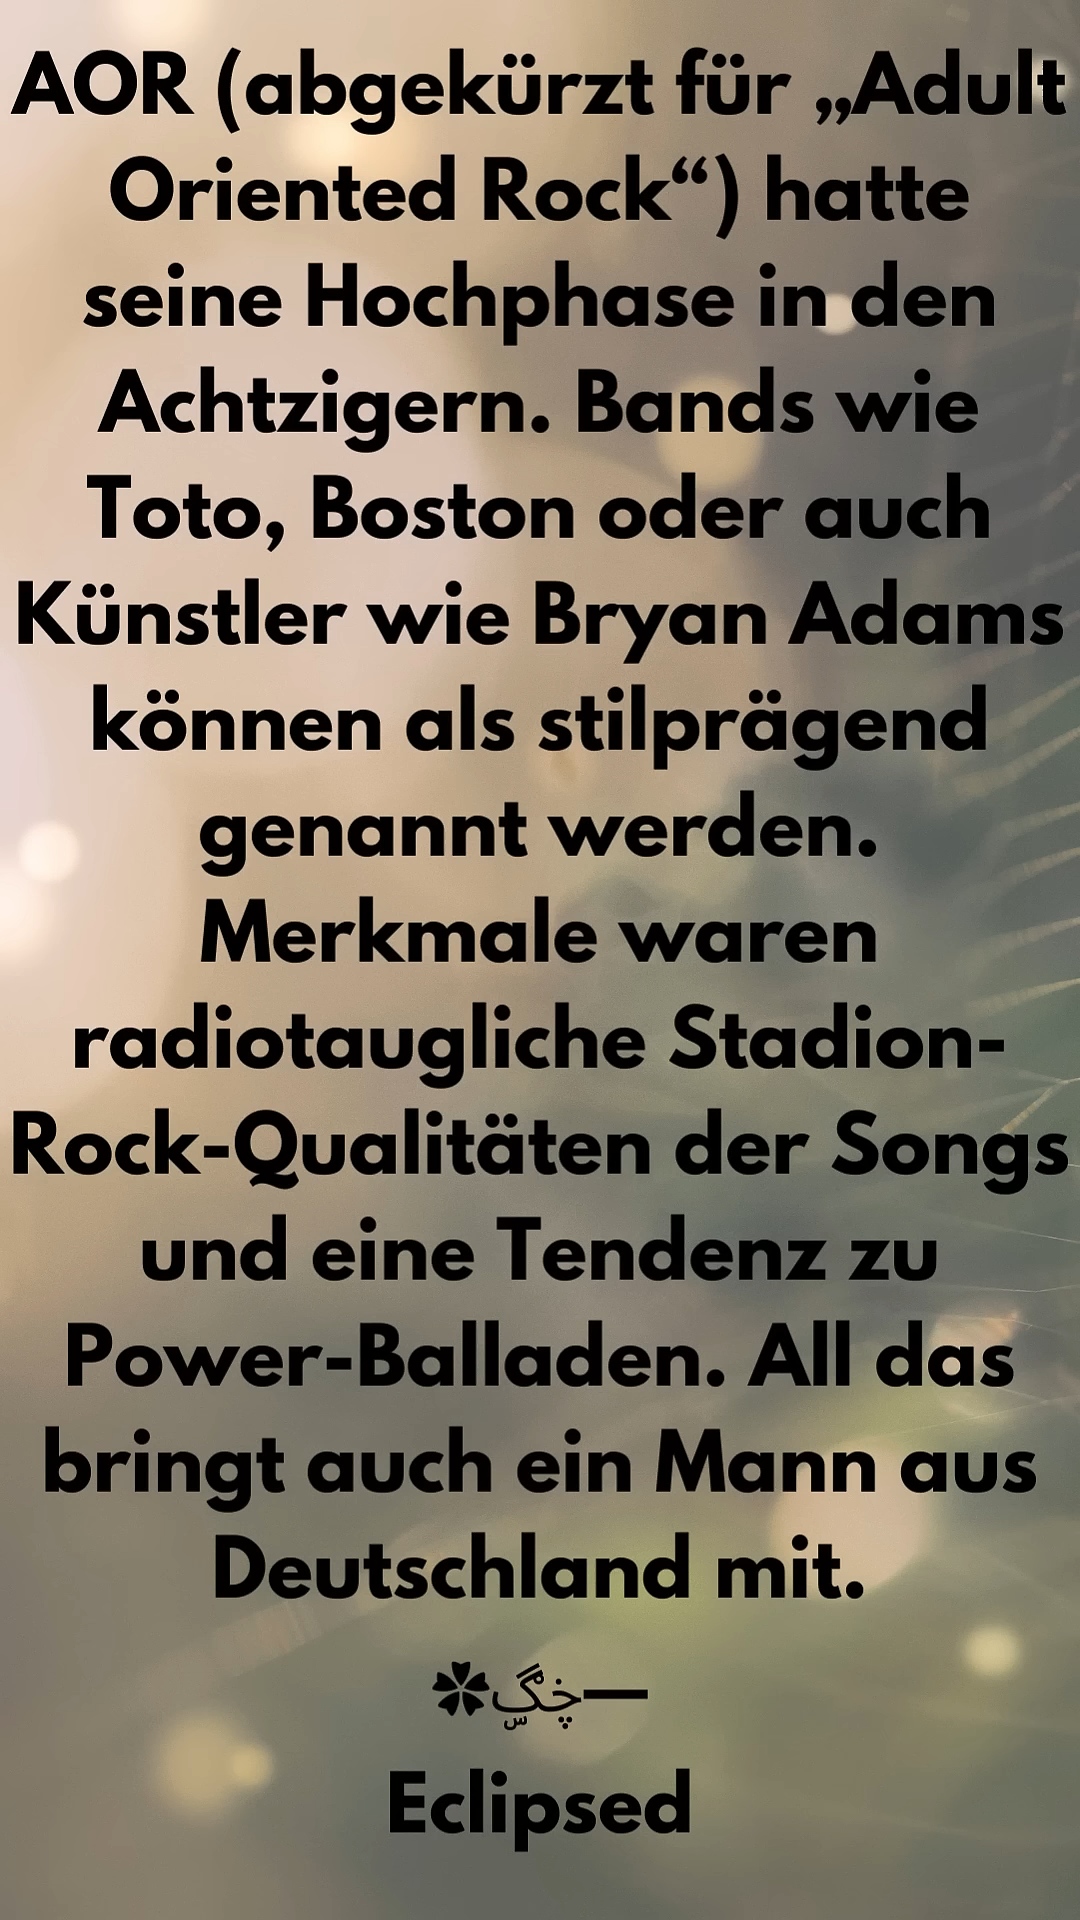 AOR (abgekürzt für „Adult
Oriented Rock“) hatte
seine Hochphase in den
Achtzigern. Bands wie
Toto, Boston oder auch
Künstler wie Bryan Adams
können als stilprägend
genannt werden.
Merkmale waren
radiotaugliche Stadion-
Rock-Qualitäten der Songs
und eine Tendenz zu
Power-Balladen. All das
bringt auch ein Mann aus
Deutschland mit.
Eclipsed